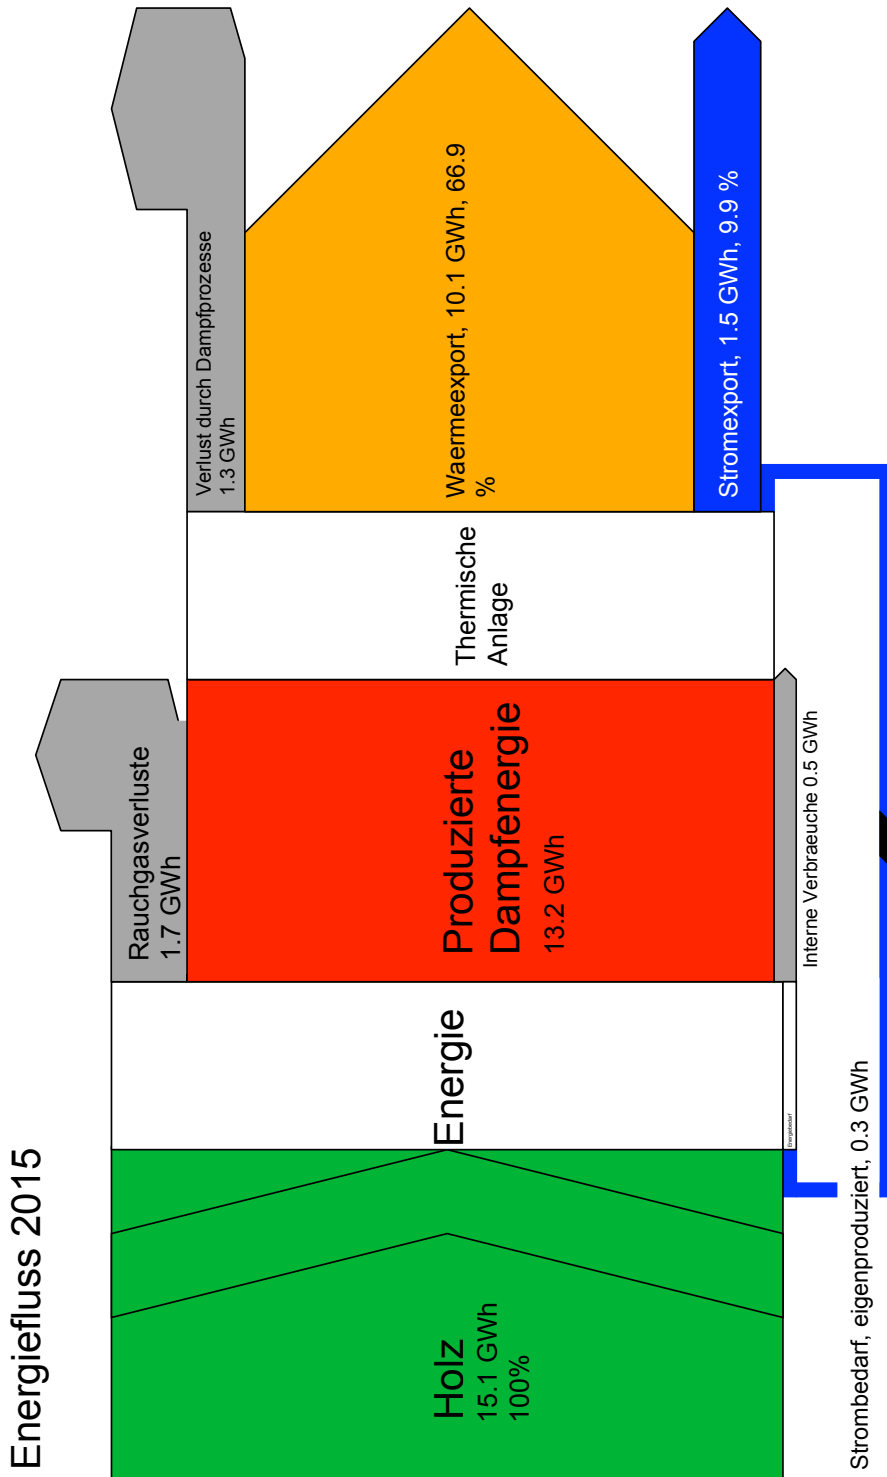 Energiefluss 2015
Holz
15.1 GWh
100%
Energie
Energiebedarf
Strombedarf, eigenproduziert, 0.3 GWh
Rauchgasverluste
1.7 GWh
Produzierte
Dampfenergie
13.2 GWh
Interne Verbraeuche 0.5 GWh
Thermische
Anlage
Verlust durch Dampfprozesse
1.3 GWh
Waermeexport, 10.1 GWh, 66.9
%
Stromexport, 1.5 GWh, 9.9 %